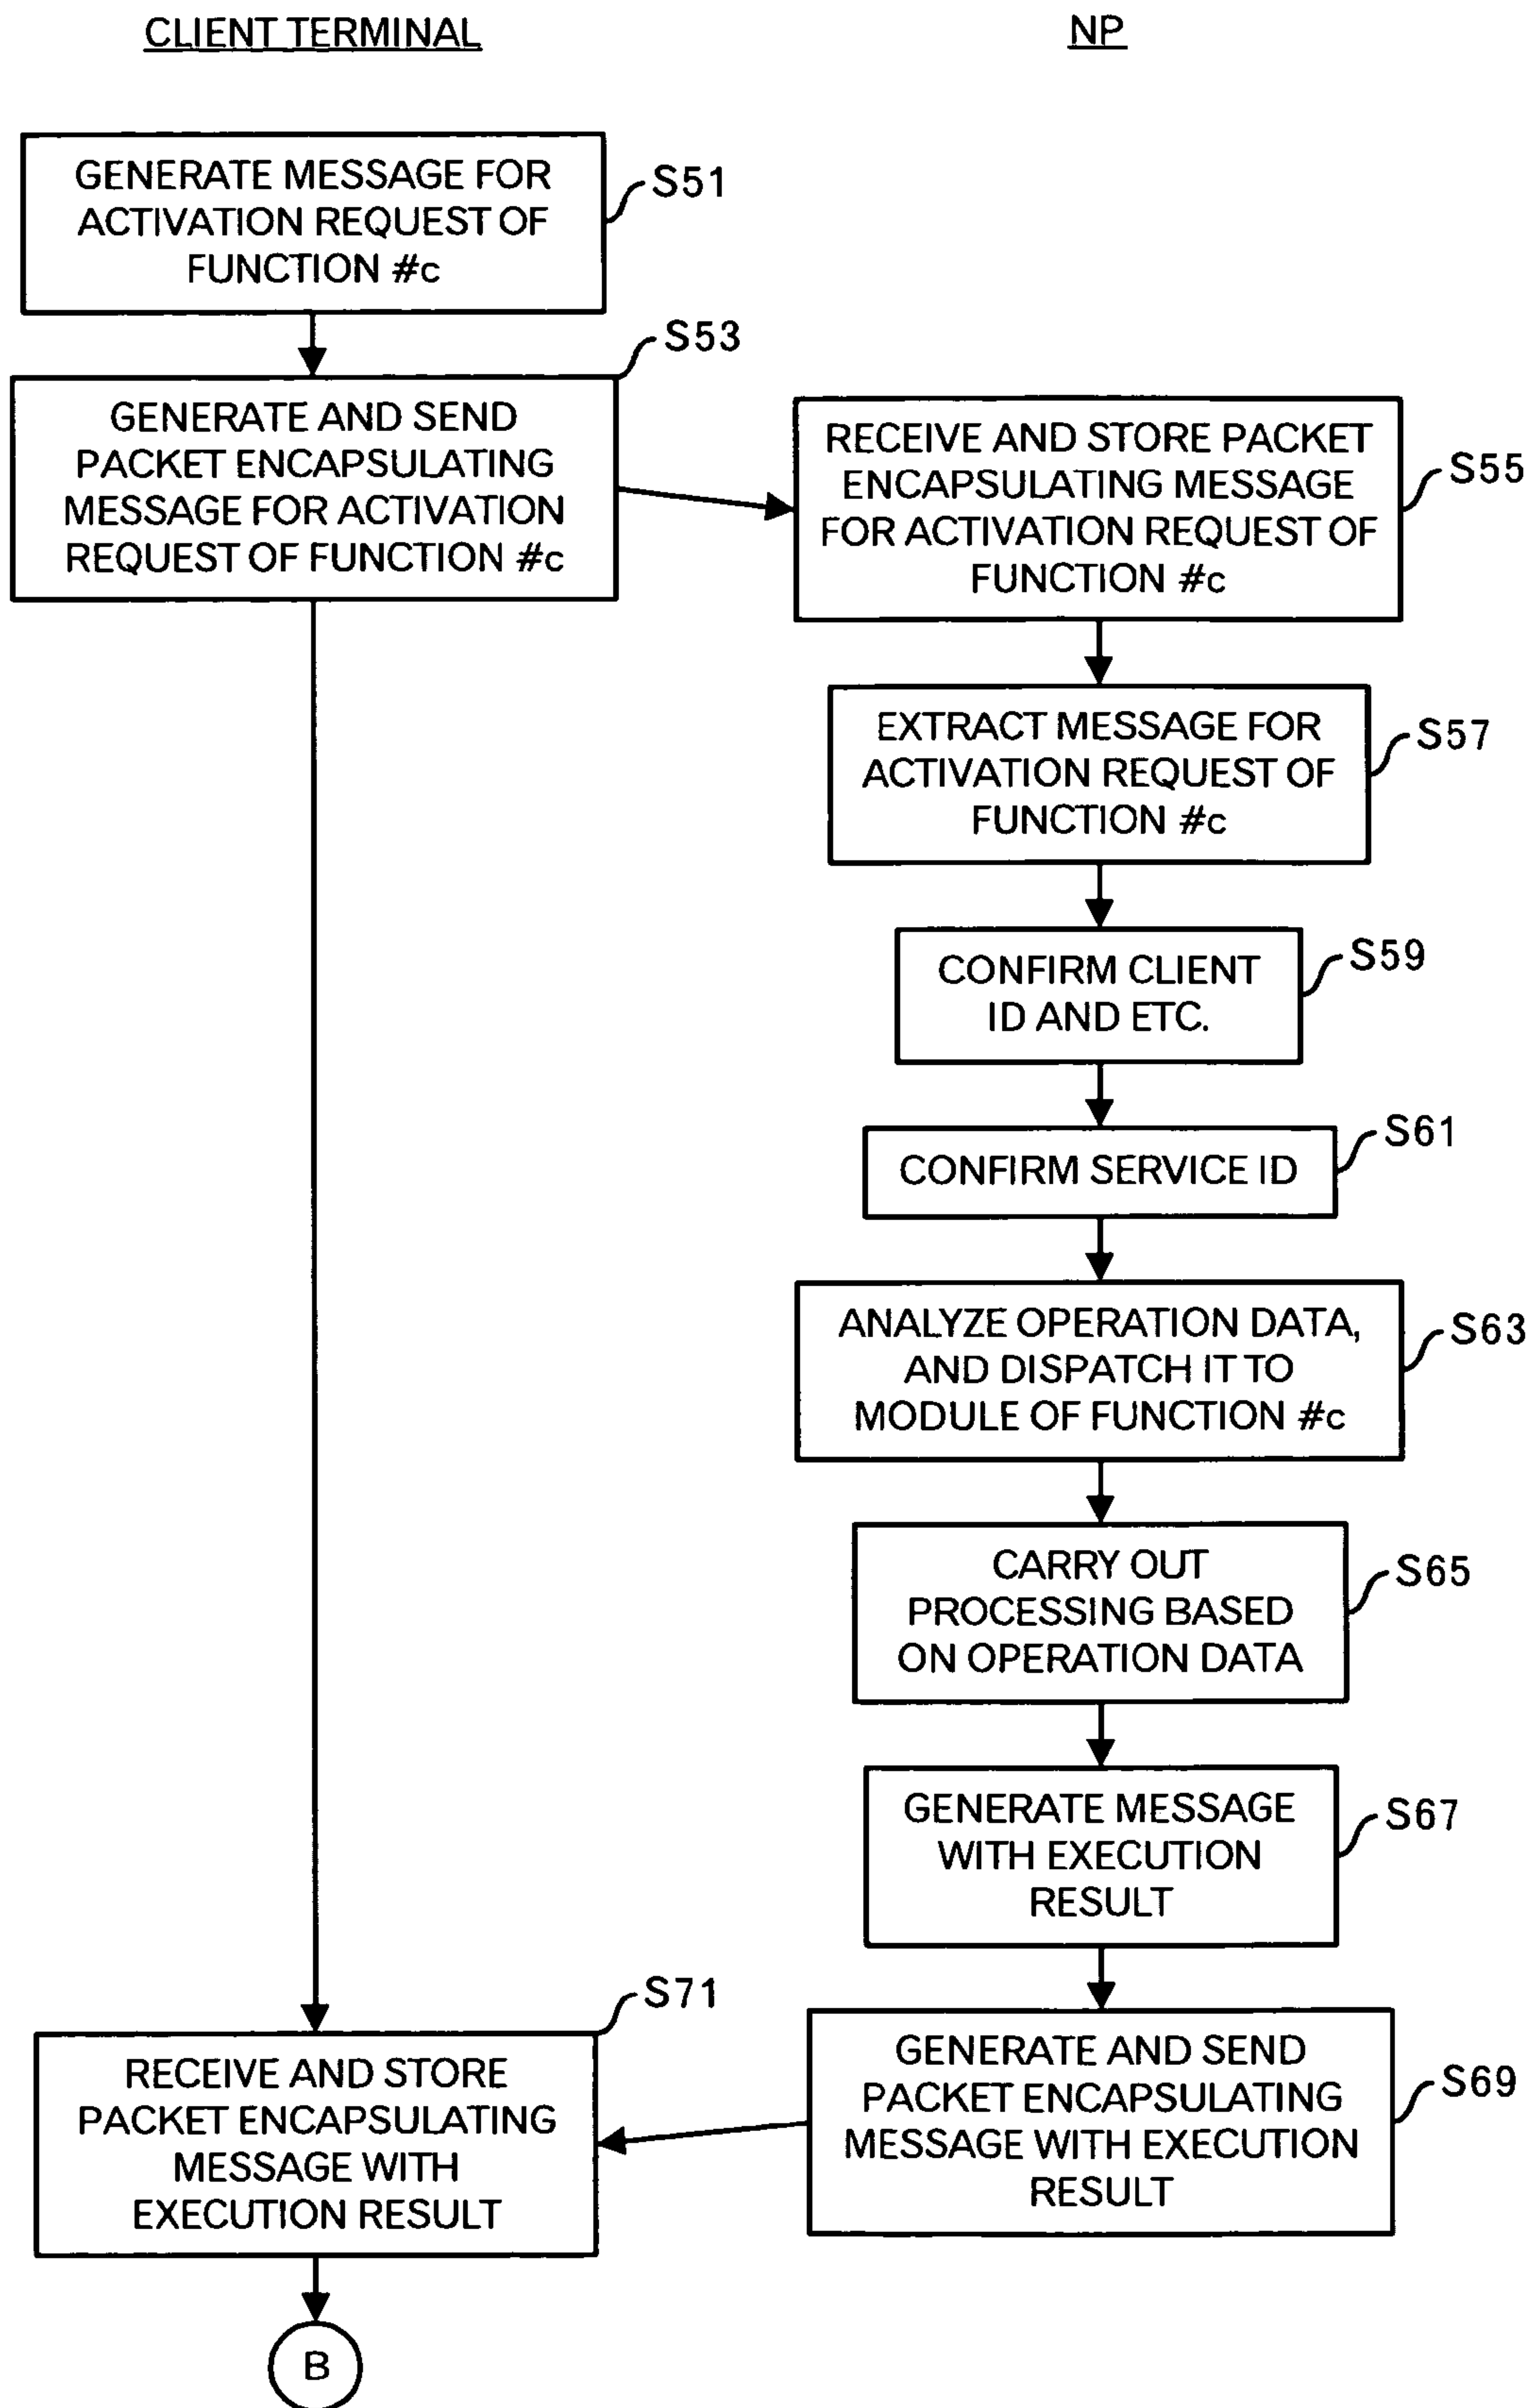 CLIENT TERMINAL
NP
GENERATE MESSAGE FOR
ACTIVATION REQUEST OF
FUNCTION #c
S51
S53
GENERATE AND SEND
PACKET ENCAPSULATING
MESSAGE FOR ACTIVATION
REQUEST OF FUNCTION #c
RECEIVE AND STORE PACKET
ENCAPSULATING MESSAGE
FOR ACTIVATION REQUEST OF
FUNCTION #c
S55
EXTRACT MESSAGE FOR
ACTIVATION REQUEST OF
FUNCTION #c
S57
CONFIRM CLIENT
ID AND ETC.
S59
CONFIRM SERVICE ID
S61
ANALYZE OPERATION DATA,
AND DISPATCH IT TO
MODULE OF FUNCTION #c
S63
CARRY OUT
PROCESSING BASED
ON OPERATION DATA
S65
GENERATE MESSAGE
WITH EXECUTION
RESULT
S67
GENERATE AND SEND
PACKET ENCAPSULATING
MESSAGE WITH EXECUTION
RESULT
S69
S71
RECEIVE AND STORE
PACKET ENCAPSULATING
MESSAGE WITH
EXECUTION RESULT
B